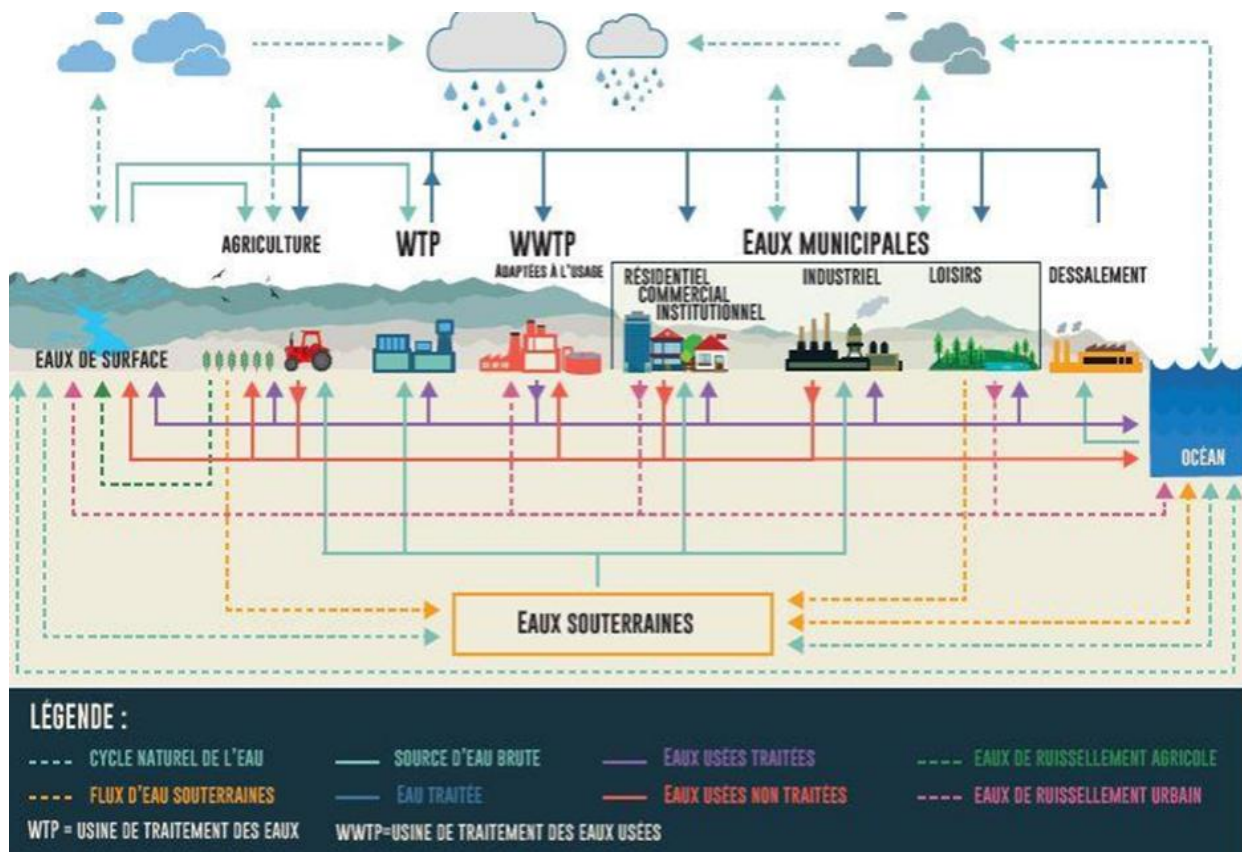 AGRICULTURE
WTP
WWTP
ADAPTÉES À L'USAGE
EAUX MUNICIPALES
RÉSIDENTIEL
COMMERCIAL
INSTITUTIONNEL
INDUSTRIEL
LOISIRS
DESSALEMENT
EAUX DE SURFACE
OCÉAN
EAUX SOUTERRAINES
LÉGENDE :
CYCLE NATUREL DE L'EAU
SOURCE D'EAU BRUTE
EAUX USÉES TRAITÉES
EAUX DE RUISSELLEMENT AGRICOLE
FLUX D'EAU SOUTERRAINES
EAU TRAITÉE
EAUX USÉES NON TRAITÉES
EAUX DE RUISSELLEMENT URBAIN
WTP = USINE DE TRAITEMENT DES EAUX
WWTP=USINE DE TRAITEMENT DES EAUX USÉES